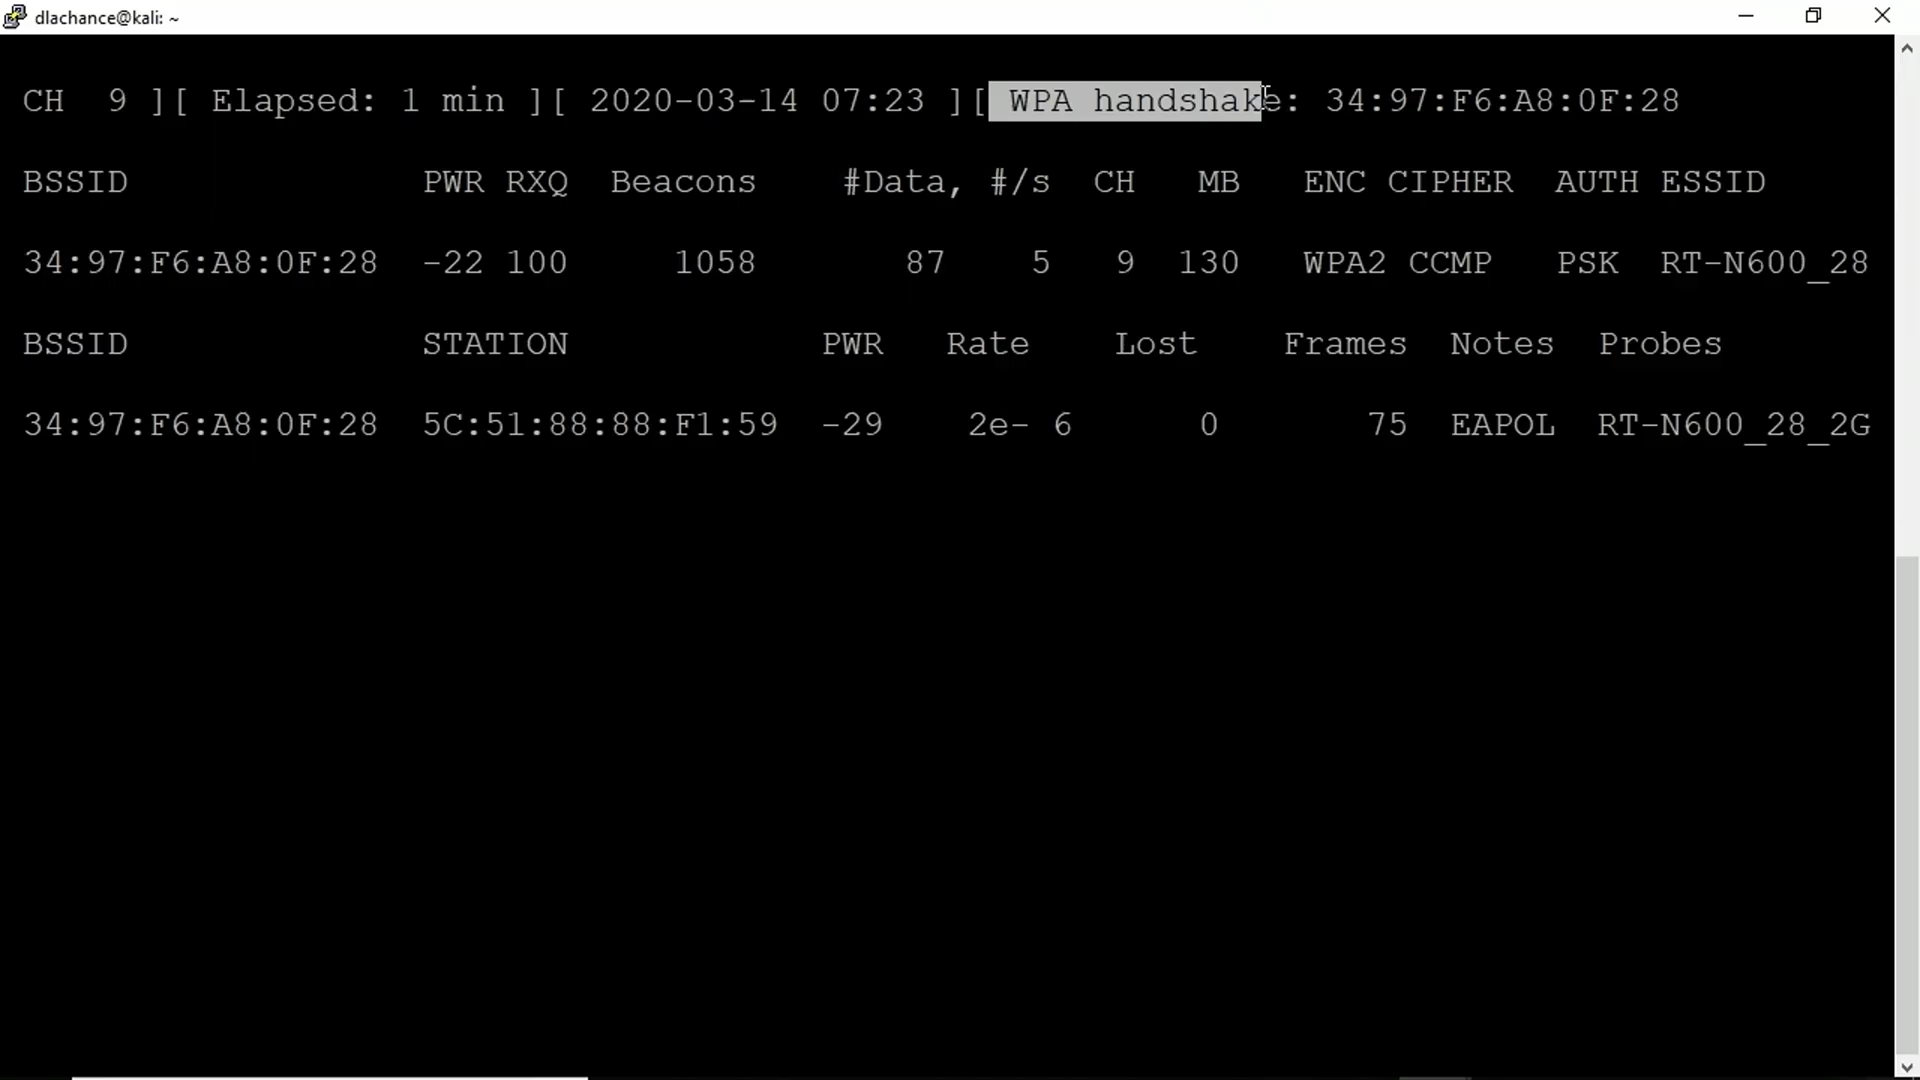 dlachance@kali: ~
CH 9 ][ Elapsed: 1 min ][ 2020-03-14 07:23 ][ WPA handshake: 34:97:F6:A8:0F:28
BSSID PWR RXQ Beacons #Data, #/s CH MB ENC CIPHER AUTH ESSID
34:97:F6:A8:0F:28 -22 100 1058 87 5 9 130 WPA2 CCMP PSK RT-N600_28
BSSID STATION PWR Rate Lost Frames Notes Probes
34:97:F6:A8:0F:28 5C:51:88:88:F1:59 -29 2e- 6 0 75 EAPOL RT-N600_28_2G